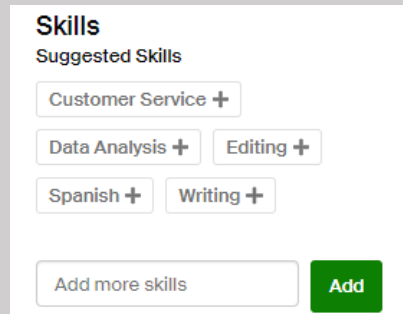 Skills
Suggested Skills
Customer Service +
Data Analysis + Editing +
Spanish + Writing +
Add more skills Add